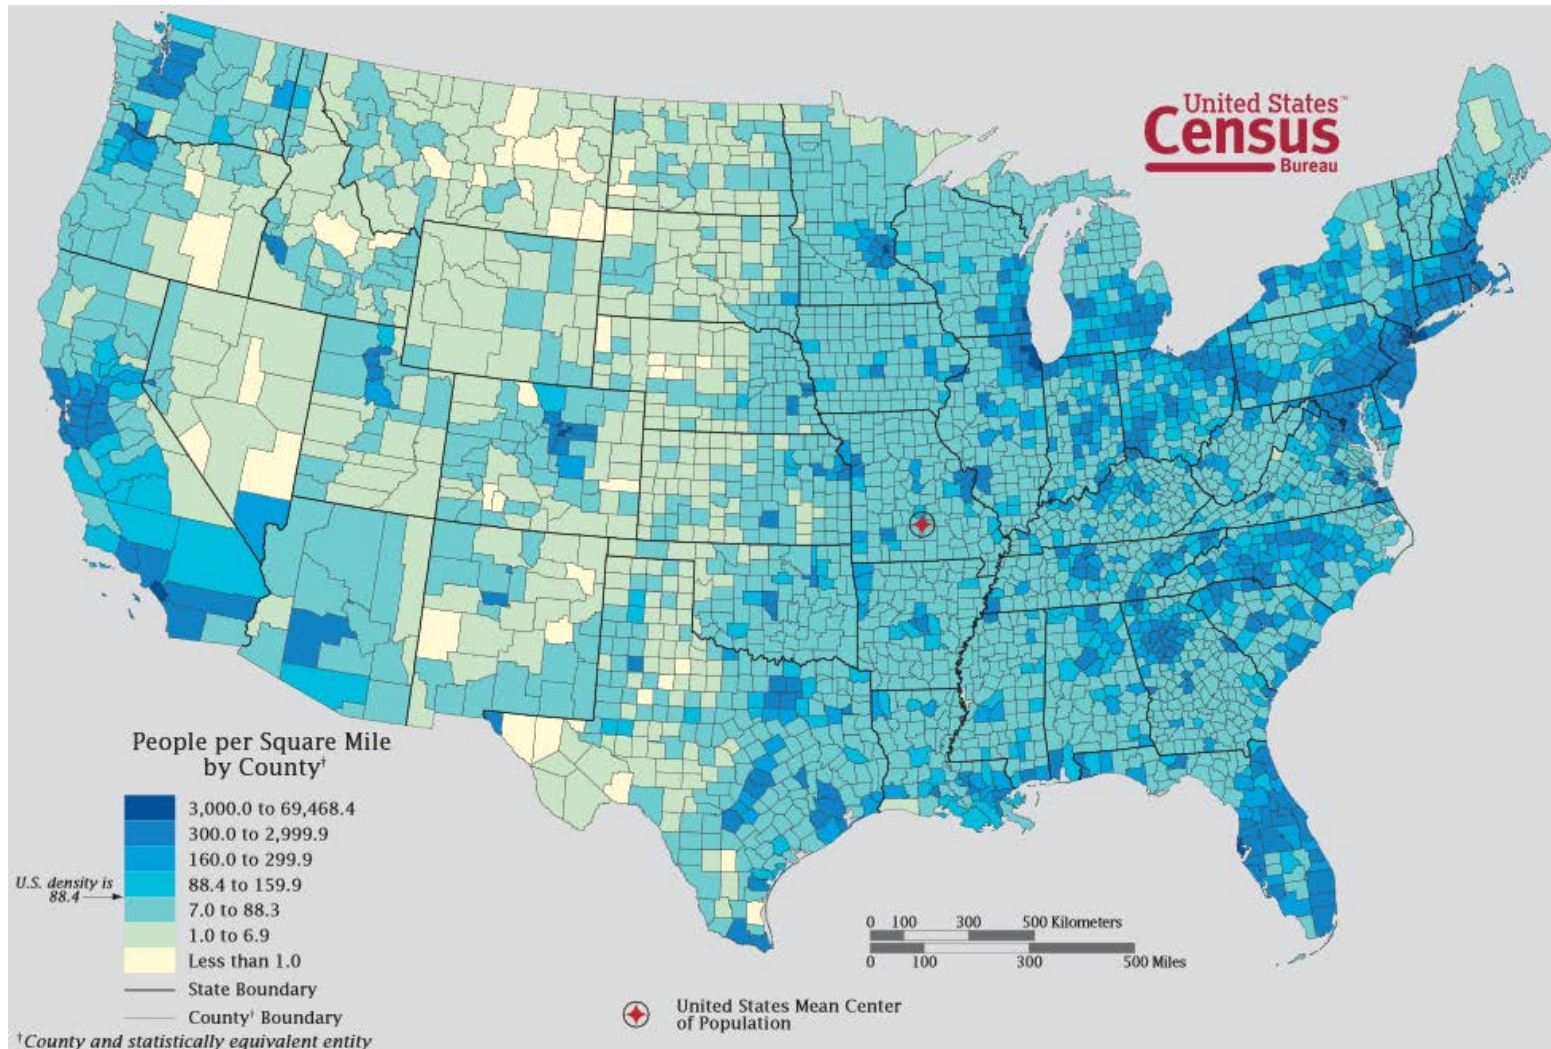 United States™
Census
Bureau
People per Square Mile
by County†
3,000.0 to 69,468.4
300.0 to 2,999.9
160.0 to 299.9
88.4 to 159.9
U.S. density is
88.4
7.0 to 88.3
1.0 to 6.9
Less than 1.0
State Boundary
County† Boundary
†County and statistically equivalent entity
0 100 300 500 Kilometers
0 100 300 500 Miles
United States Mean Center
of Population